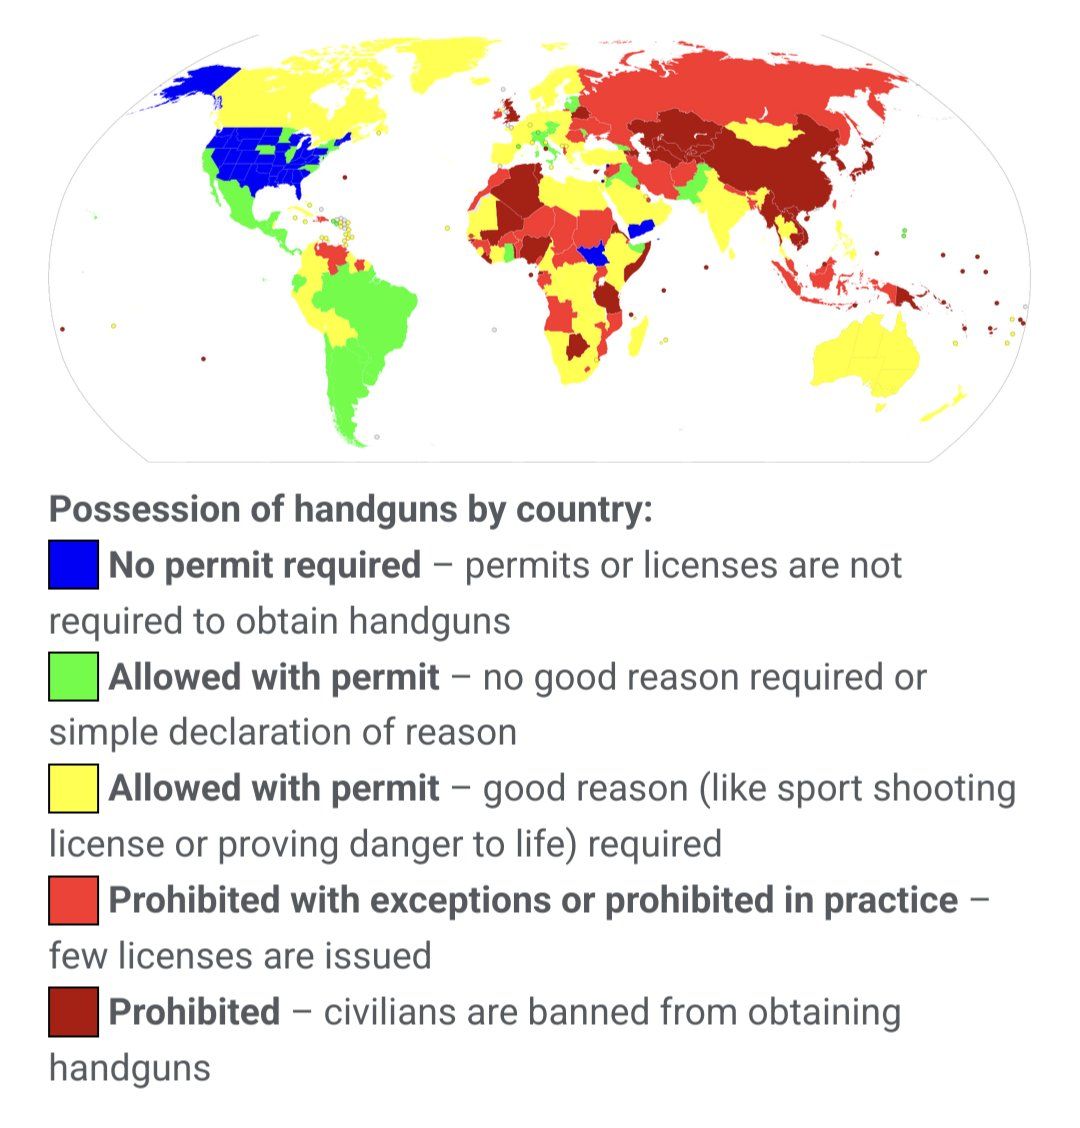 Possession of handguns by country:
No permit required – permits or licenses are not
required to obtain handguns
Allowed with permit – no good reason required or
simple declaration of reason
Allowed with permit – good reason (like sport shooting
license or proving danger to life) required
Prohibited with exceptions or prohibited in practice –
few licenses are issued
Prohibited – civilians are banned from obtaining
handguns